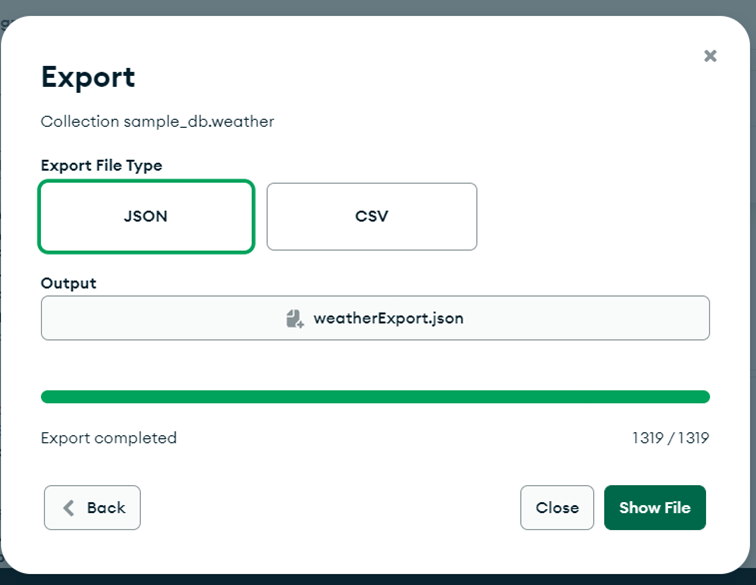 Export
Collection sample_db.weather
Export File Type
JSON CSV
Output
weatherExport.json
Export completed 1319 / 1319
Back Close Show File